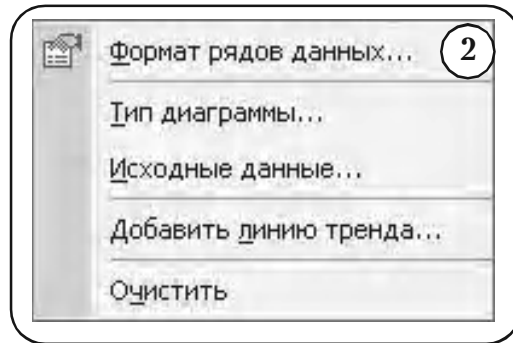 Формат рядов данных... 2
Тип диаграммы...
Исходные данные...
Добавить линию тренда...
Очистить